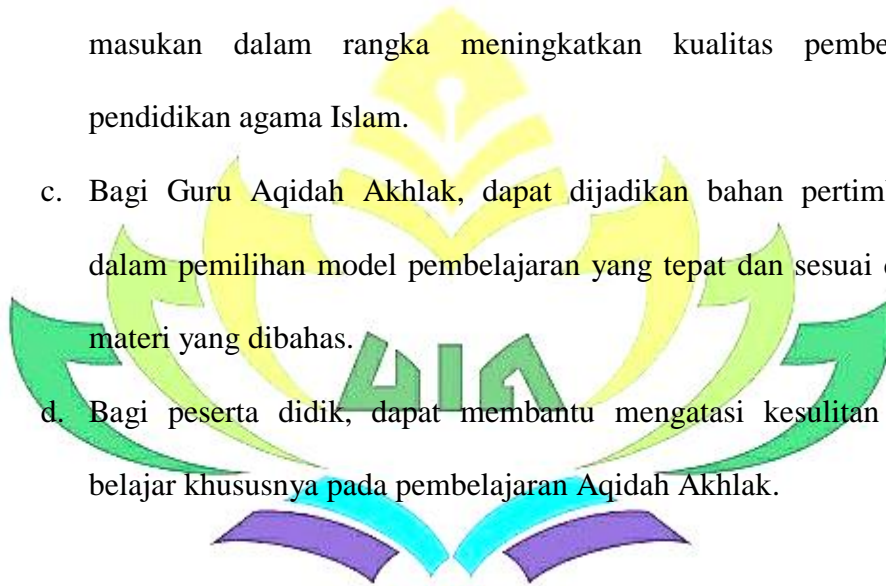 masukan dalam rangka meningkatkan kualitas pembe
pendidikan agama Islam.
c. Bagi Guru Aqidah Akhlak, dapat dijadikan bahan pertim
dalam pemilihan model pembelajaran yang tepat dan sesuai
materi yang dibahas.
UIN
d. Bagi peserta didik, dapat membantu mengatasi kesulitan
belajar khususnya pada pembelajaran Aqidah Akhlak.